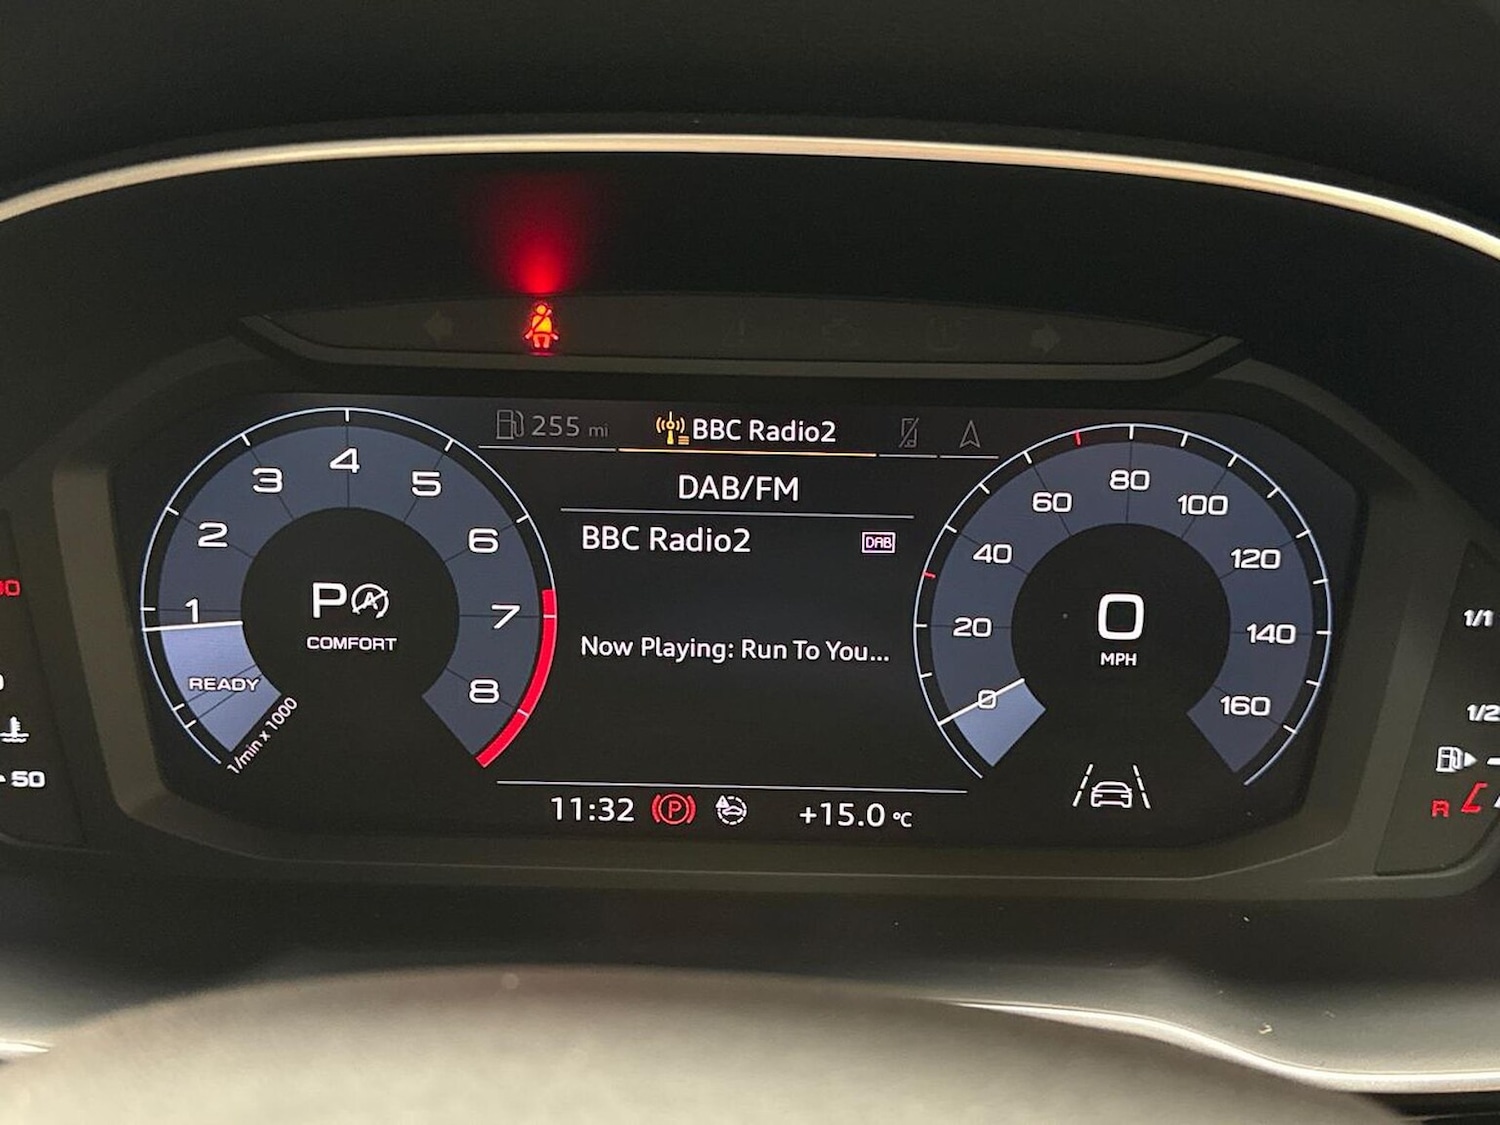 255 mi
BBC Radio2
DAB/FM
BBC Radio2
DAB
Now Playing: Run To You...
11:32
P
+15.0 °C
1
2
3
4
5
6
7
8
P A
COMFORT
READY
1/min x 1000
0
20
40
60
80
100
120
140
160
0
MPH
50
1/1
1/2
R